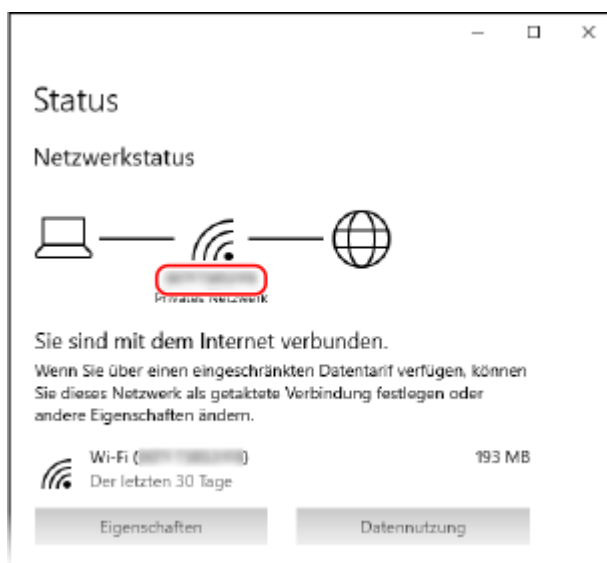 Status
Netzwerkstatus
Privates Netzwerk
Sie sind mit dem Internet verbunden.
Wenn Sie über einen eingeschränkten Datentarif verfügen, können
Sie dieses Netzwerk als getaktete Verbindung festlegen oder
andere Eigenschaften ändern.
Wi-Fi ( ) 193 MB
Der letzten 30 Tage
Eigenschaften Datennutzung